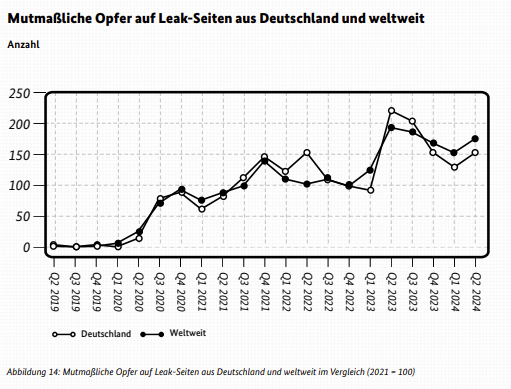 Mutmaßliche Opfer auf Leak-Seiten aus Deutschland und weltweit
Anzahl
250
200
150
100
50
0
Q2 2019
Q3 2019
Q4 2019
Q1 2020
Q2 2020
Q3 2020
Q4 2020
Q1 2021
Q2 2021
Q3 2021
Q4 2021
Q1 2022
Q2 2022
Q3 2022
Q4 2022
Q1 2023
Q2 2023
Q3 2023
Q4 2023
Q1 2024
Q2 2024
Deutschland Weltweit
Abbildung 14: Mutmaßliche Opfer auf Leak-Seiten aus Deutschland und weltweit im Vergleich (2021 = 100)